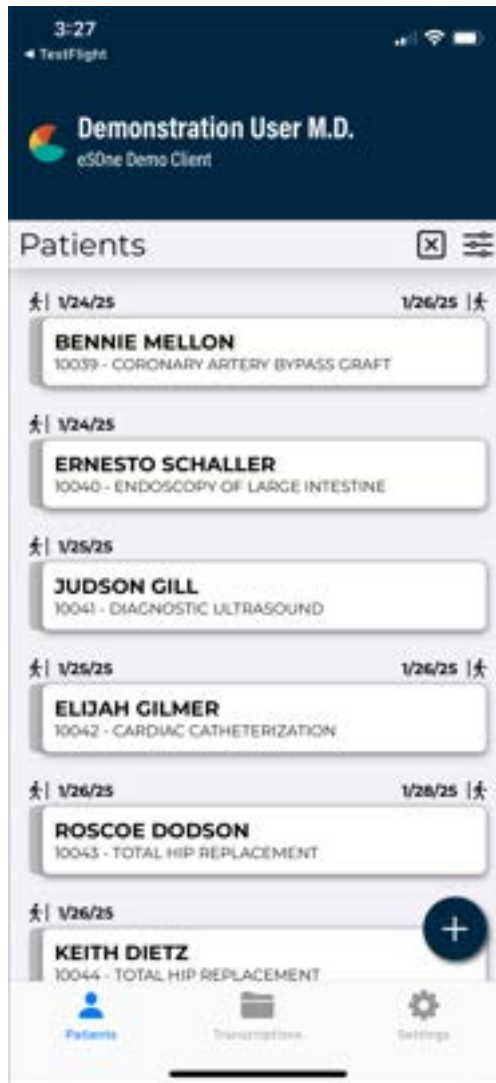 3:27
◀ TestFlight
Demonstration User M.D.
eSOne Demo Client
Patients
1/24/25 1/26/25
BENNIE MELLON
10039 - CORONARY ARTERY BYPASS GRAFT
1/24/25
ERNESTO SCHALLER
10040 - ENDOSCOPY OF LARGE INTESTINE
1/25/25
JUDSON GILL
10041 - DIAGNOSTIC ULTRASOUND
1/25/25 1/26/25
ELIJAH GILMER
10042 - CARDIAC CATHETERIZATION
1/26/25 1/28/25
ROSCOE DODSON
10043 - TOTAL HIP REPLACEMENT
1/26/25
KEITH DIETZ
10044 - TOTAL HIP REPLACEMENT
Patients Transcriptions Settings